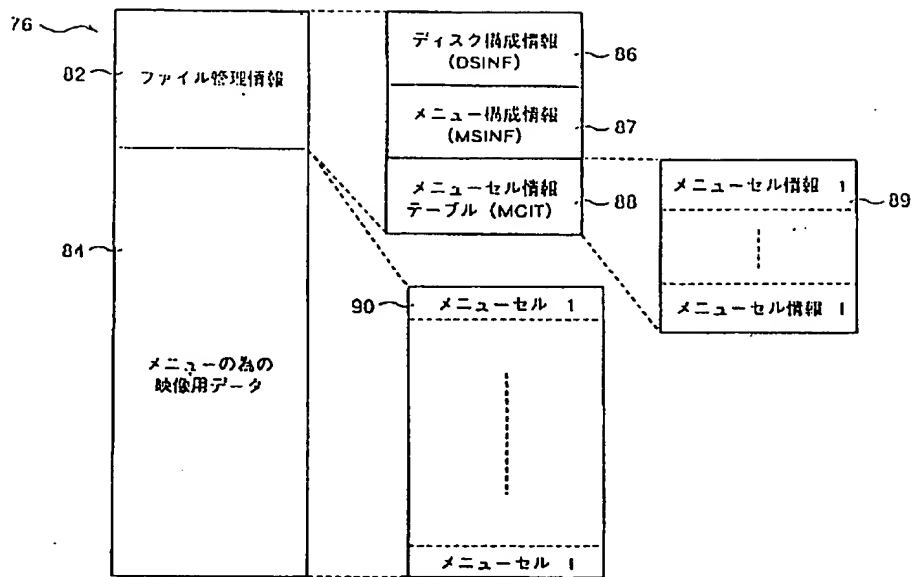 76
82
ファイル管理情報
81
メニューの為の
映像用データ
ディスク構成情報
(DSINF)
86
メニュー構成情報
(MSINF)
87
メニューセル情報
テーブル (MCIT)
88
メニューセル情報 1
89
メニューセル情報 I
90
メニューセル 1
メニューセル I